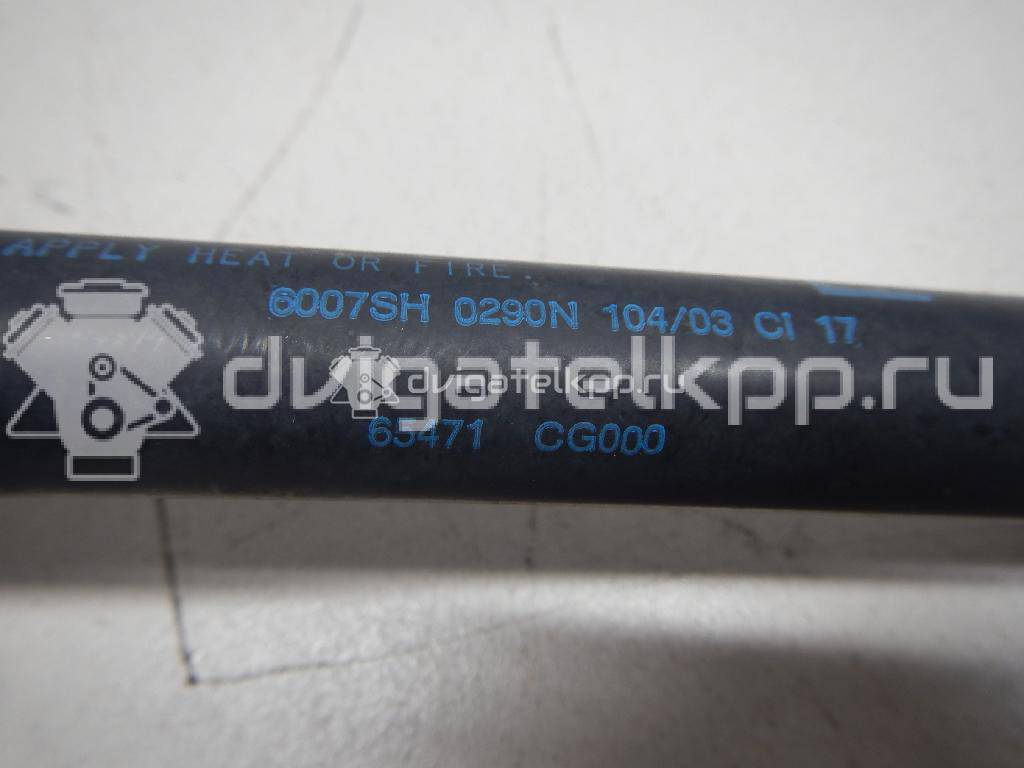 APPLY HEAT OR FIRE.
6007SH 0290N 104/03 CI 17
dvigatelkpp.ru
dvigatelkpp.ru
65471 CG000